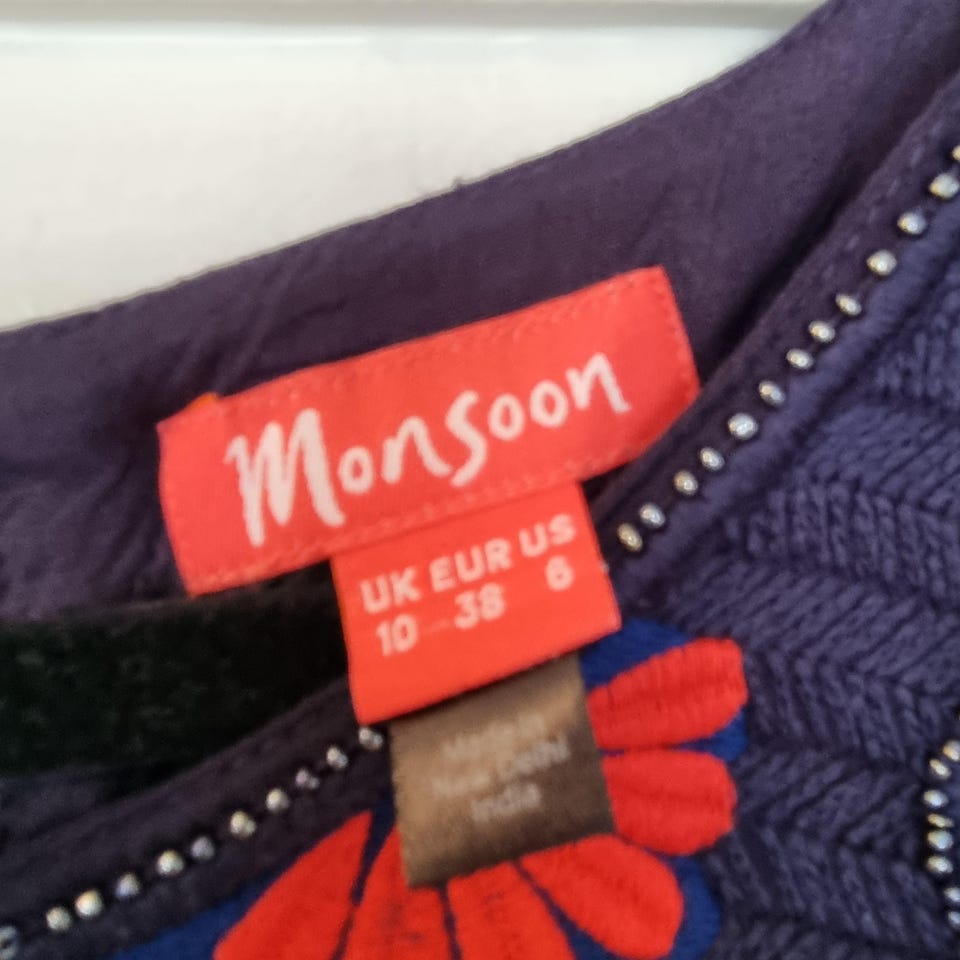 Monsoon
UK EUR US
10 38 6
Made in
New Delhi
India